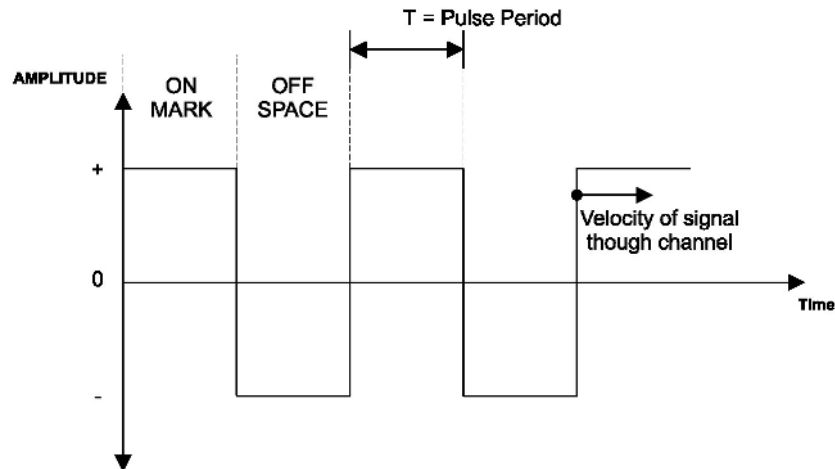 T = Pulse Period
AMPLITUDE
ON
MARK
OFF
SPACE
+
Velocity of signal
though channel
0
Time
-